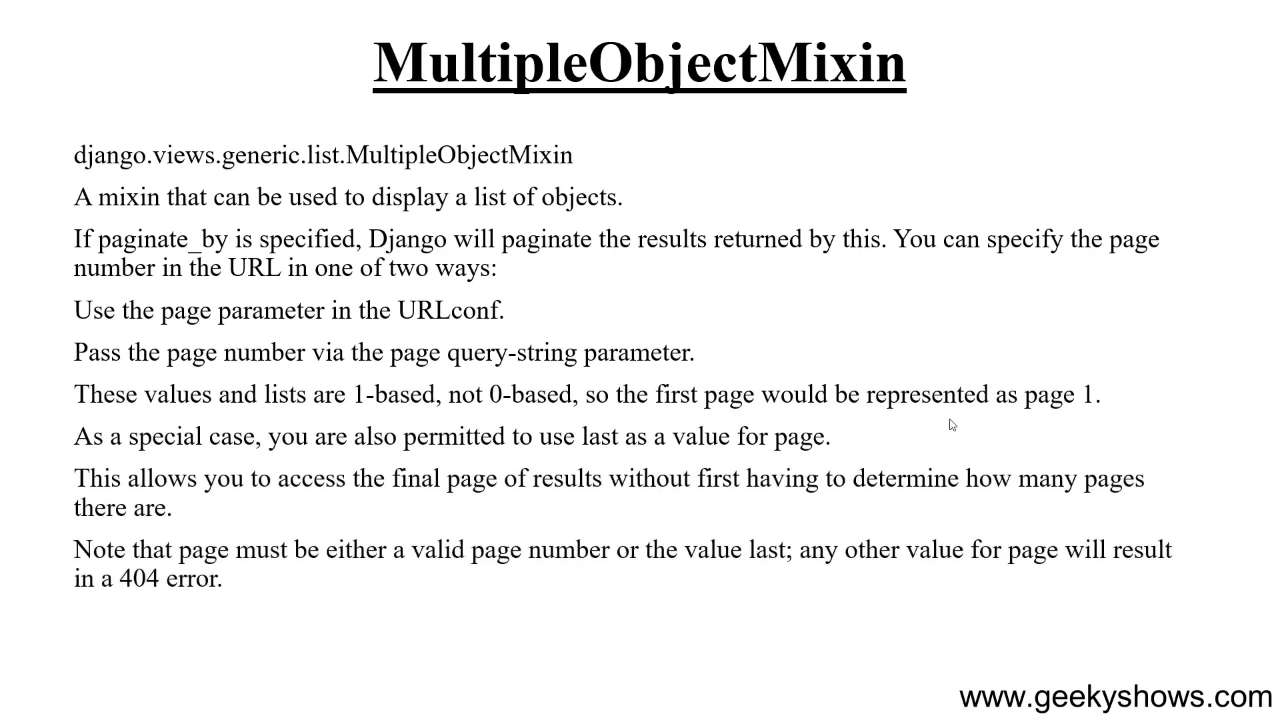 MultipleObjectMixin
django.views.generic.list.MultipleObjectMixin
A mixin that can be used to display a list of objects.
If paginate_by is specified, Django will paginate the results returned by this. You can specify the page
number in the URL in one of two ways:
Use the page parameter in the URLconf.
Pass the page number via the page query-string parameter.
These values and lists are 1-based, not 0-based, so the first page would be represented as page 1.
As a special case, you are also permitted to use last as a value for page.
This allows you to access the final page of results without first having to determine how many pages
there are.
Note that page must be either a valid page number or the value last; any other value for page will result
in a 404 error.
www.geekyshows.com